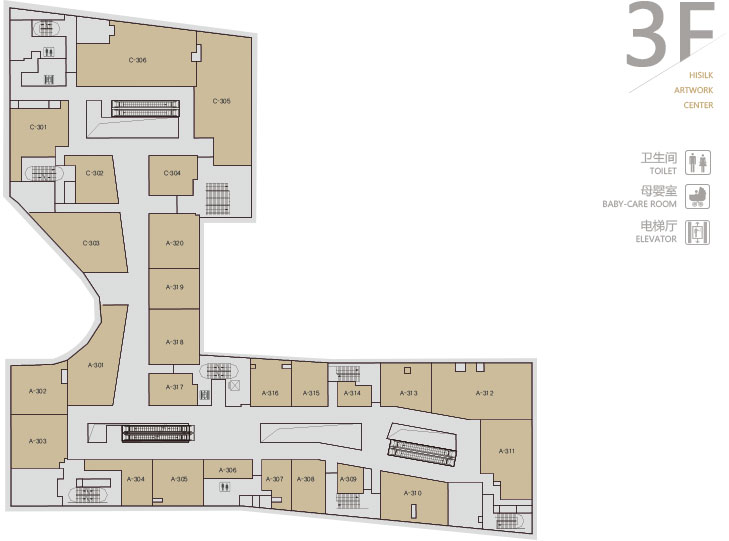 3F
HISILK
ARTWORK
CENTER
卫生间
TOILET
母婴室
BABY-CARE ROOM
电梯厅
ELEVATOR
C-306
C-305
C-301
C-302
C-304
C-303
A-320
A-319
A-318
A-301
A-317
A-302
A-316
A-315
A-314
A-313
A-312
A-303
A-311
A-304
A-305
A-306
A-307
A-308
A-309
A-310